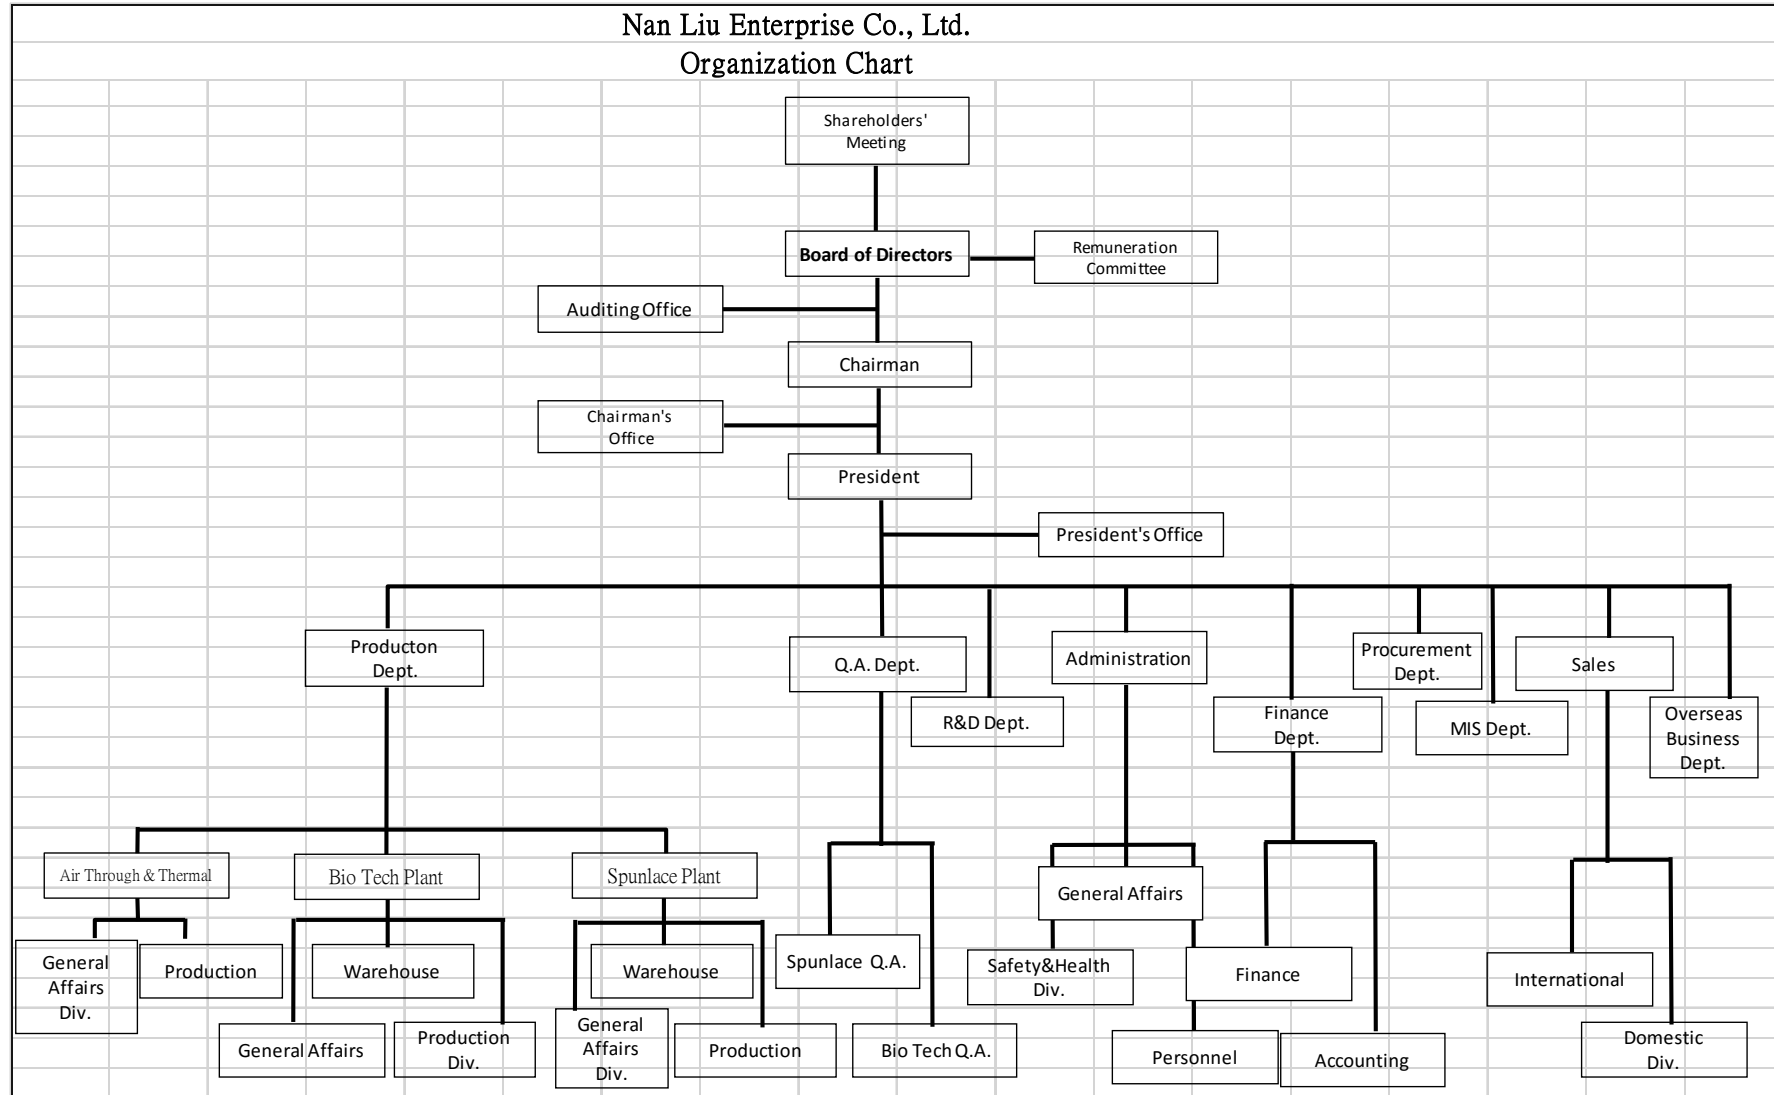 Nan Liu Enterprise Co., Ltd.
Organization Chart
Shareholders'
Meeting
Board of Directors
Remuneration
Committee
Auditing Office
Chairman
Chairman's
Office
President
President's Office
Producton
Dept.
Q.A. Dept.
R&D Dept.
Administration
Finance
Dept.
Procurement
Dept.
MIS Dept.
Sales
Overseas
Business
Dept.
Air Through & Thermal
Bio Tech Plant
Spunlace Plant
General Affairs
General
Affairs
Div.
Production
Warehouse
Warehouse
Spunlace Q.A.
Safety&Health
Div.
Finance
International
General Affairs
Production
Div.
General
Affairs
Div.
Production
Bio Tech Q.A.
Personnel
Accounting
Domestic
Div.